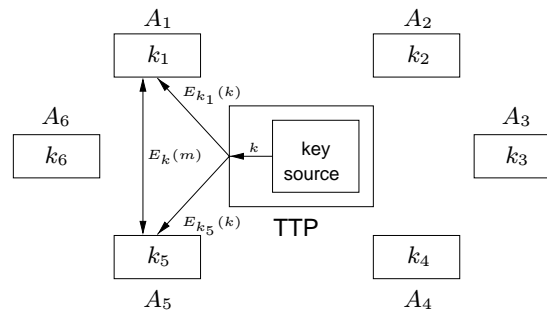 A₁
k₁
A₂
k₂
E_{k₁}(k)
A₆
k₆
E_k(m)
k
key
source
A₃
k₃
E_{k₅}(k)
TTP
k₅
A₅
k₄
A₄